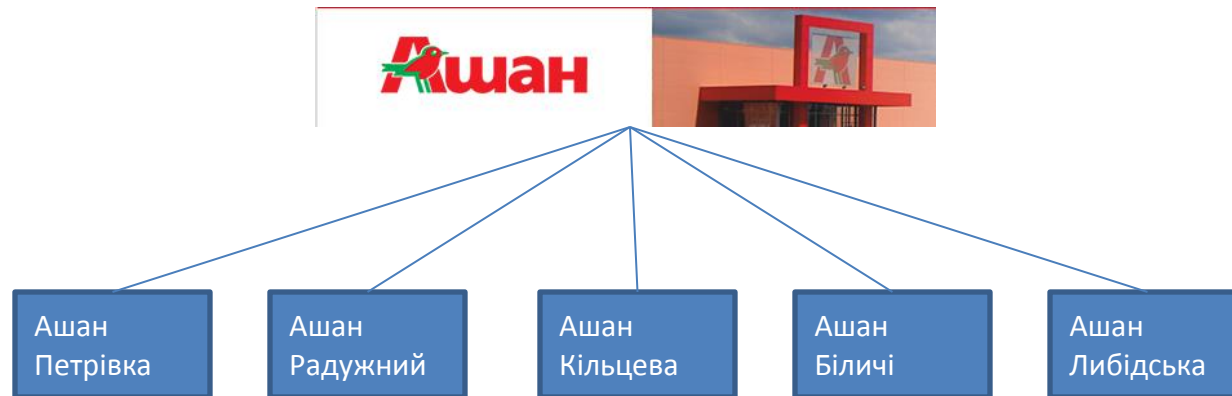 Ашан
Ашан
Петрівка
Ашан
Радужний
Ашан
Кільцева
Ашан
Біличі
Ашан
Либідська